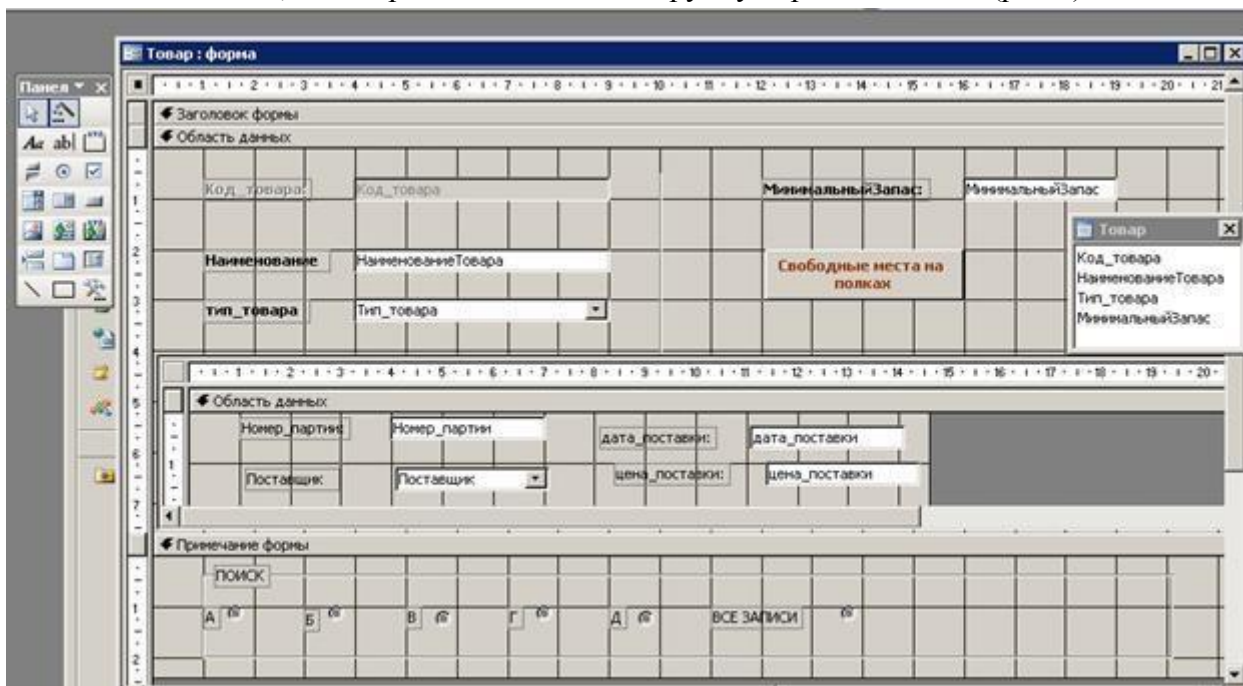 Товар : форма
Панел
Заголовок формы
Область данных
Код_товара: Код_товара МинимальныйЗапас: МинимальныйЗапас
Товар
Код_товара
НаименованиеТовара
Тип_товара
МинимальныйЗапас
Наименование НаименованиеТовара
Свободные места на
полках
тип_товара Тип_товара
Область данных
Номер_партии: Номер_партии дата_поставки: дата_поставки
Поставщик: Поставщик цена_поставки: цена_поставки
Примечание формы
ПОИСК
А Б В Г Д ВСЕ ЗАПИСИ